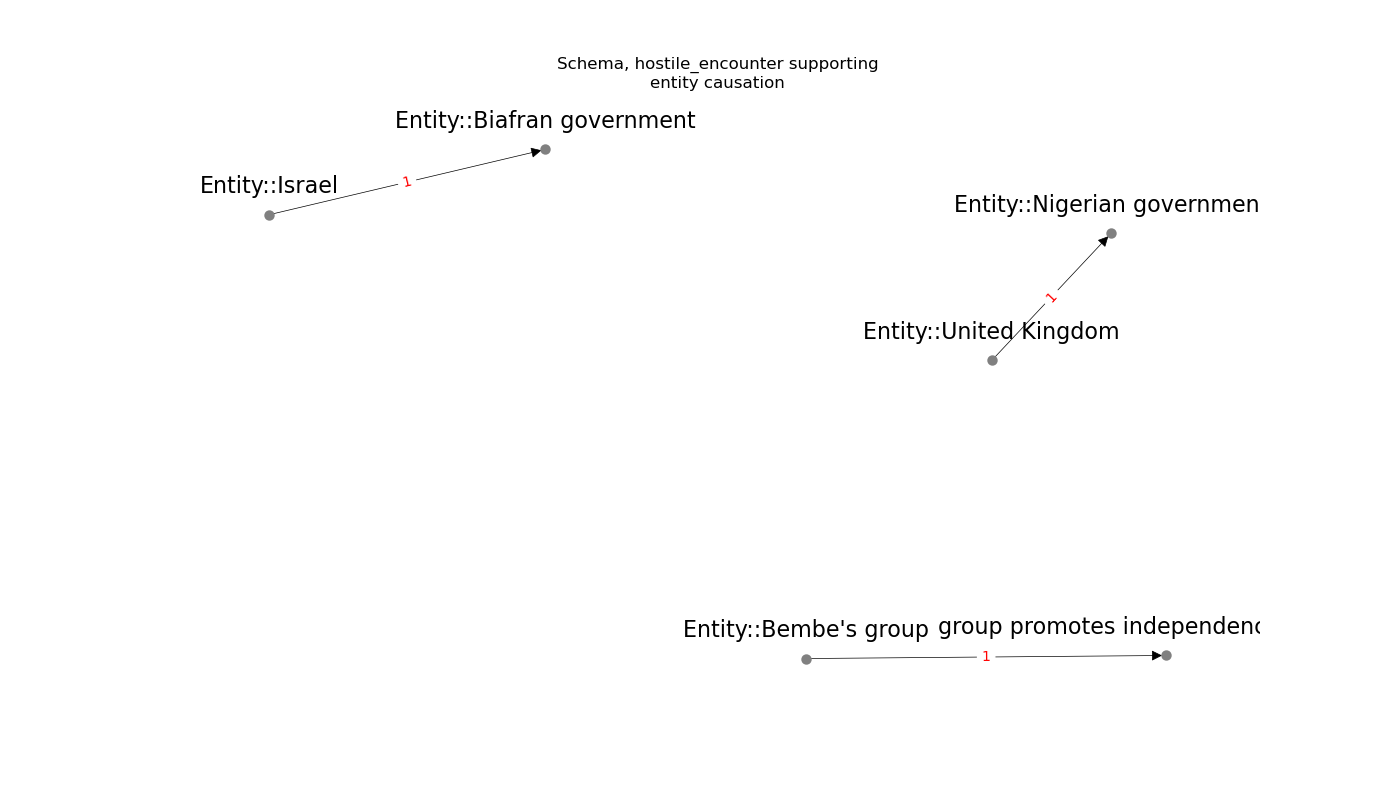 Schema, hostile_encounter supporting
entity causation
Entity::Biafran government
Entity::Israel
1
Entity::Nigerian governmen
1
Entity::United Kingdom
Entity::Bembe's group
group promotes independenc
1